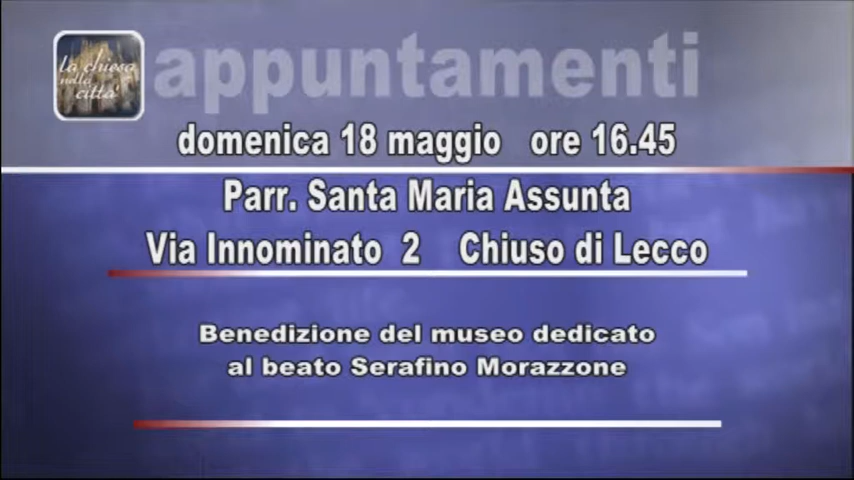 la chiesa
nella
città
appuntamenti
domenica 18 maggio ore 16.45
Parr. Santa Maria Assunta
Via Innominato 2 Chiuso di Lecco
Benedizione del museo dedicato
al beato Serafino Morazzone